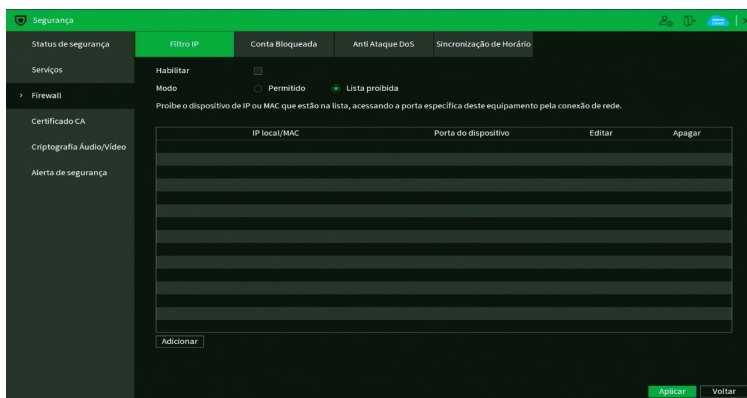 Segurança
Status de segurança
Serviços
Firewall
Certificado CA
Criptografia Áudio/Vídeo
Alerta de segurança
Filtro IP
Conta Bloqueada
Anti Ataque DoS
Sincronização de Horário
Habilitar
Modo
Permitido
Lista proibida
Proíbe o dispositivo de IP ou MAC que estão na lista, acessando a porta específica deste equipamento pela conexão de rede.
IP local/MAC
Porta do dispositivo
Editar
Apagar
Adicionar
Aplicar
Voltar